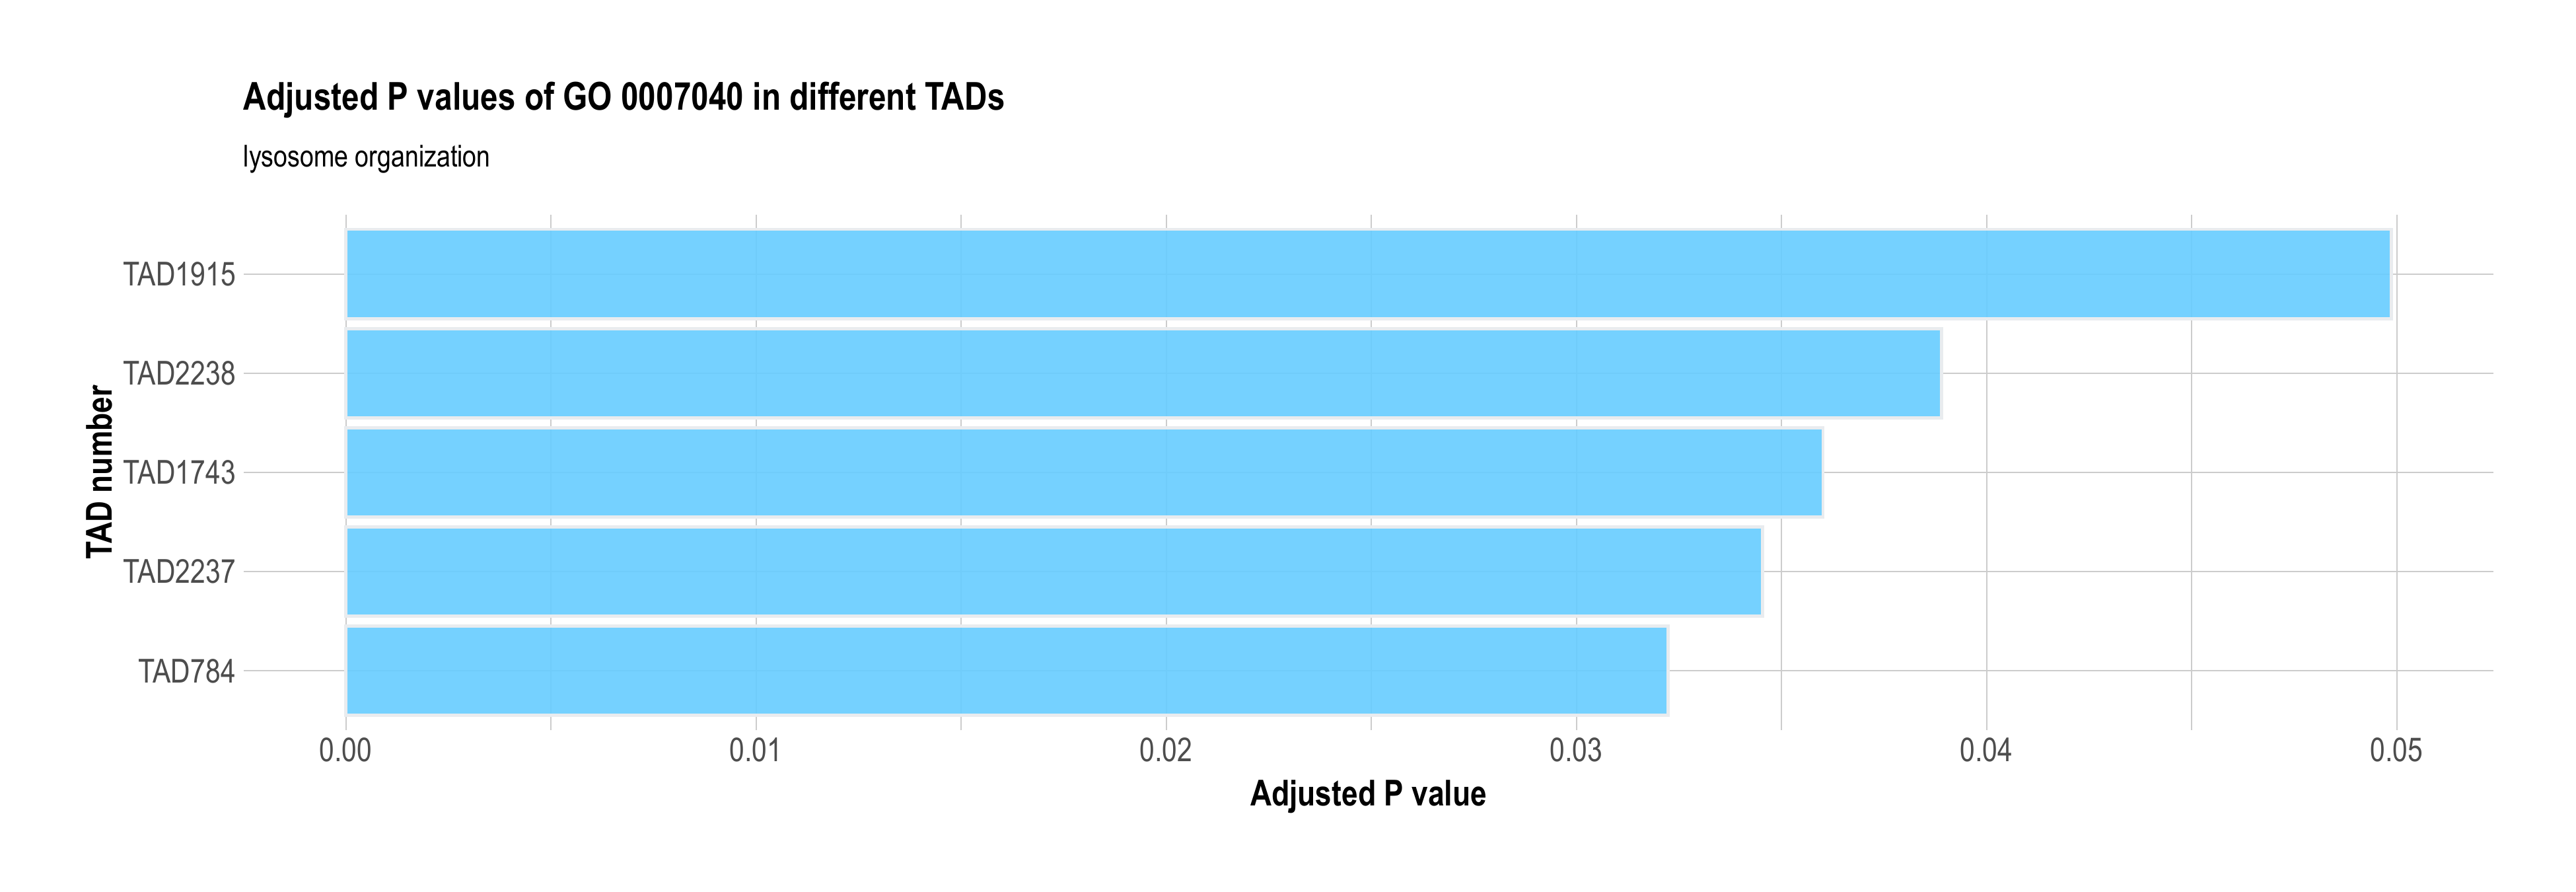 Adjusted P values of GO 0007040 in different TADs
lysosome organization
TAD number
TAD1915
TAD2238
TAD1743
TAD2237
TAD784
0.00 0.01 0.02 0.03 0.04 0.05
Adjusted P value